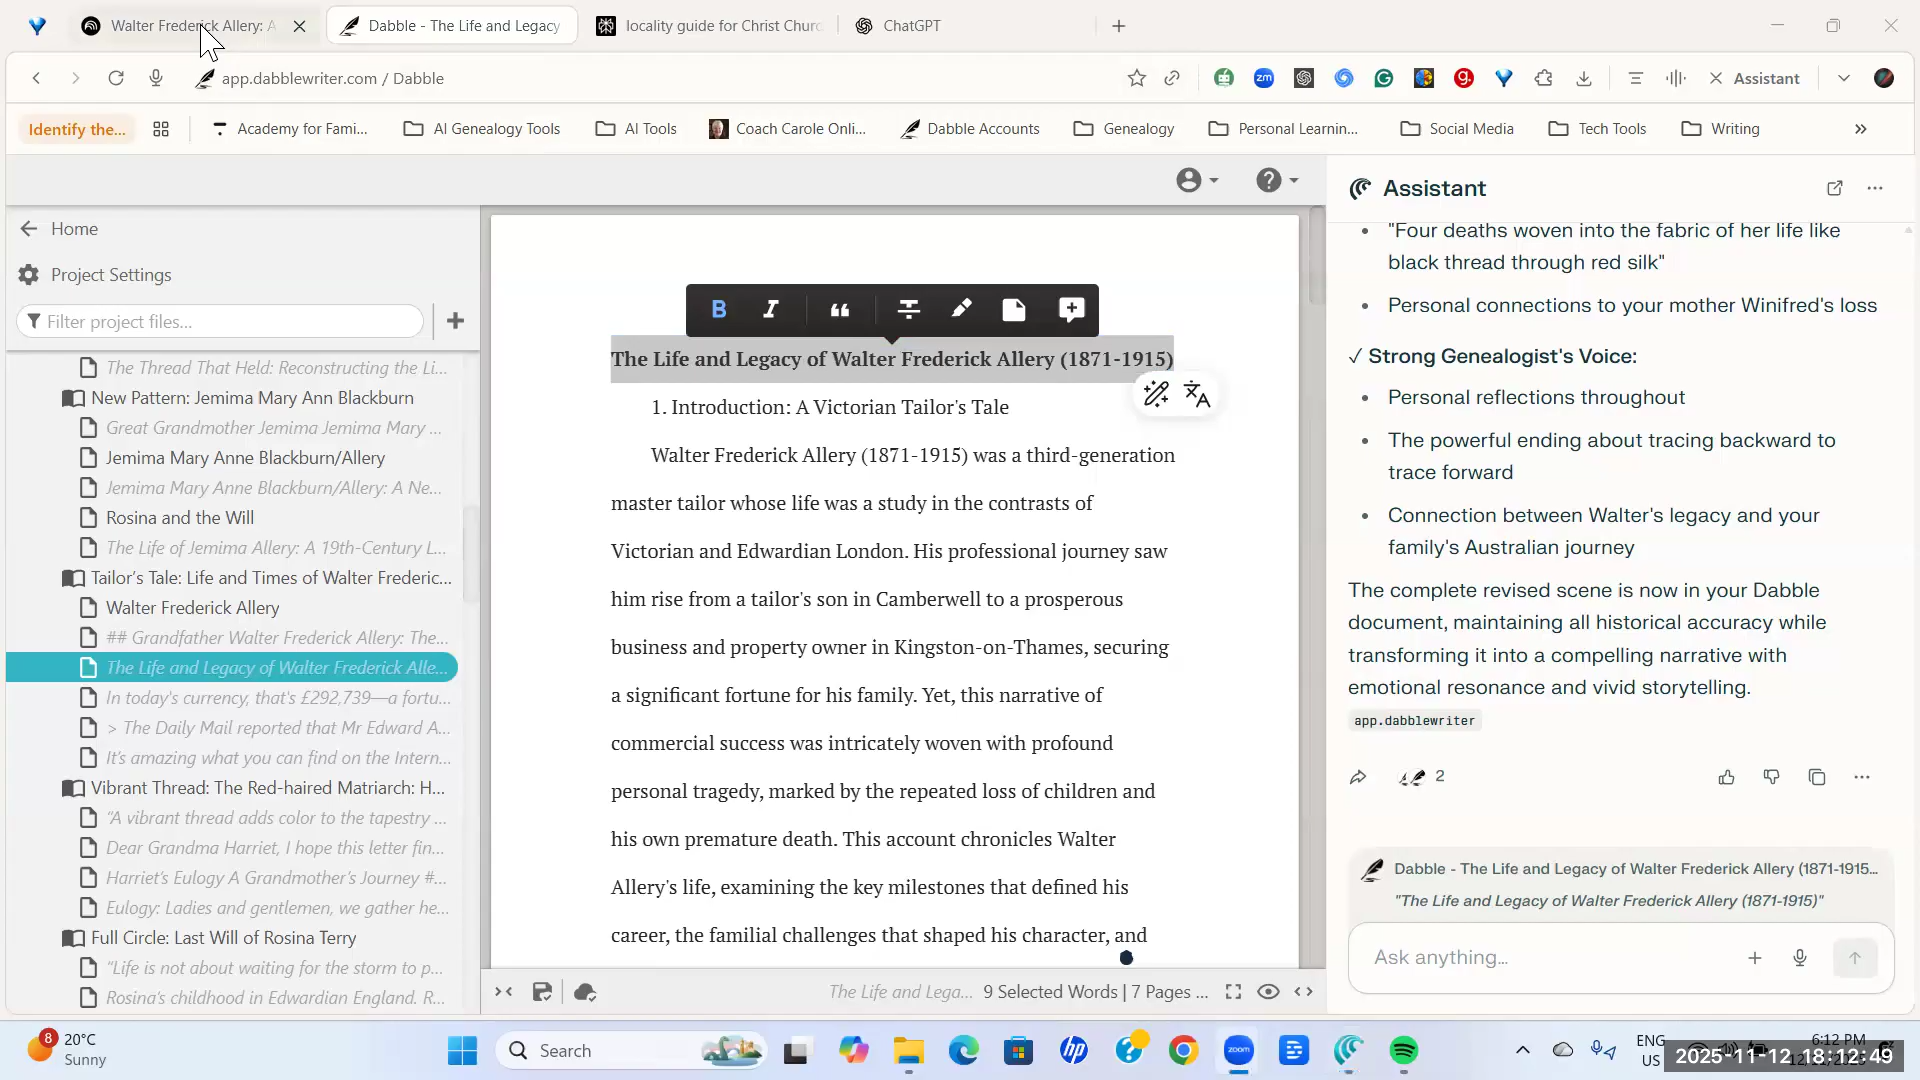 Walter Frederick Allery: A
Dabble - The Life and Legacy
locality guide for Christ Churc
ChatGPT
app.dabblewriter.com / Dabble
Assistant
Identify the...
Academy for Fami...
AI Genealogy Tools
AI Tools
Coach Carole Onli...
Dabble Accounts
Genealogy
Personal Learnin...
Social Media
Tech Tools
Writing
Home
Project Settings
Filter project files...
The Thread That Held: Reconstructing the Li...
New Pattern: Jemima Mary Ann Blackburn
Great Grandmother Jemima Jemima Mary ...
Jemima Mary Anne Blackburn/Allery
Jemima Mary Anne Blackburn/Allery: A Ne...
Rosina and the Will
The Life of Jemima Allery: A 19th-Century L...
Tailor's Tale: Life and Times of Walter Frederic...
Walter Frederick Allery
## Grandfather Walter Frederick Allery: The...
The Life and Legacy of Walter Frederick Alle...
In today's currency, that's £292,739—a fortu...
> The Daily Mail reported that Mr Edward A...
It's amazing what you can find on the Intern...
Vibrant Thread: The Red-haired Matriarch: H...
"A vibrant thread adds color to the tapestry ...
Dear Grandma Harriet, I hope this letter fin...
Harriet's Eulogy A Grandmother's Journey #...
Eulogy: Ladies and gentlemen, we gather he...
Full Circle: Last Will of Rosina Terry
"Life is not about waiting for the storm to p...
Rosina's childhood in Edwardian England. R...
B I
The Life and Legacy of Walter Frederick Allery (1871-1915)
1. Introduction: A Victorian Tailor's Tale
Walter Frederick Allery (1871-1915) was a third-generation
master tailor whose life was a study in the contrasts of
Victorian and Edwardian London. His professional journey saw
him rise from a tailor's son in Camberwell to a prosperous
business and property owner in Kingston-on-Thames, securing
a significant fortune for his family. Yet, this narrative of
commercial success was intricately woven with profound
personal tragedy, marked by the repeated loss of children and
his own premature death. This account chronicles Walter
Allery's life, examining the key milestones that defined his
career, the familial challenges that shaped his character, and
The Life and Lega... 9 Selected Words | 7 Pages ...
Assistant
• "Four deaths woven into the fabric of her life like
black thread through red silk"
• Personal connections to your mother Winifred's loss
✓ Strong Genealogist's Voice:
• Personal reflections throughout
• The powerful ending about tracing backward to
trace forward
• Connection between Walter's legacy and your
family's Australian journey
The complete revised scene is now in your Dabble
document, maintaining all historical accuracy while
transforming it into a compelling narrative with
emotional resonance and vivid storytelling.
app.dabblewriter
2
Dabble - The Life and Legacy of Walter Frederick Allery (1871-1915...
"The Life and Legacy of Walter Frederick Allery (1871-1915)"
Ask anything...
8
20°C
Sunny
Search
zoom
ENG
US
6:12 PM
2025-11-12 18:12:49